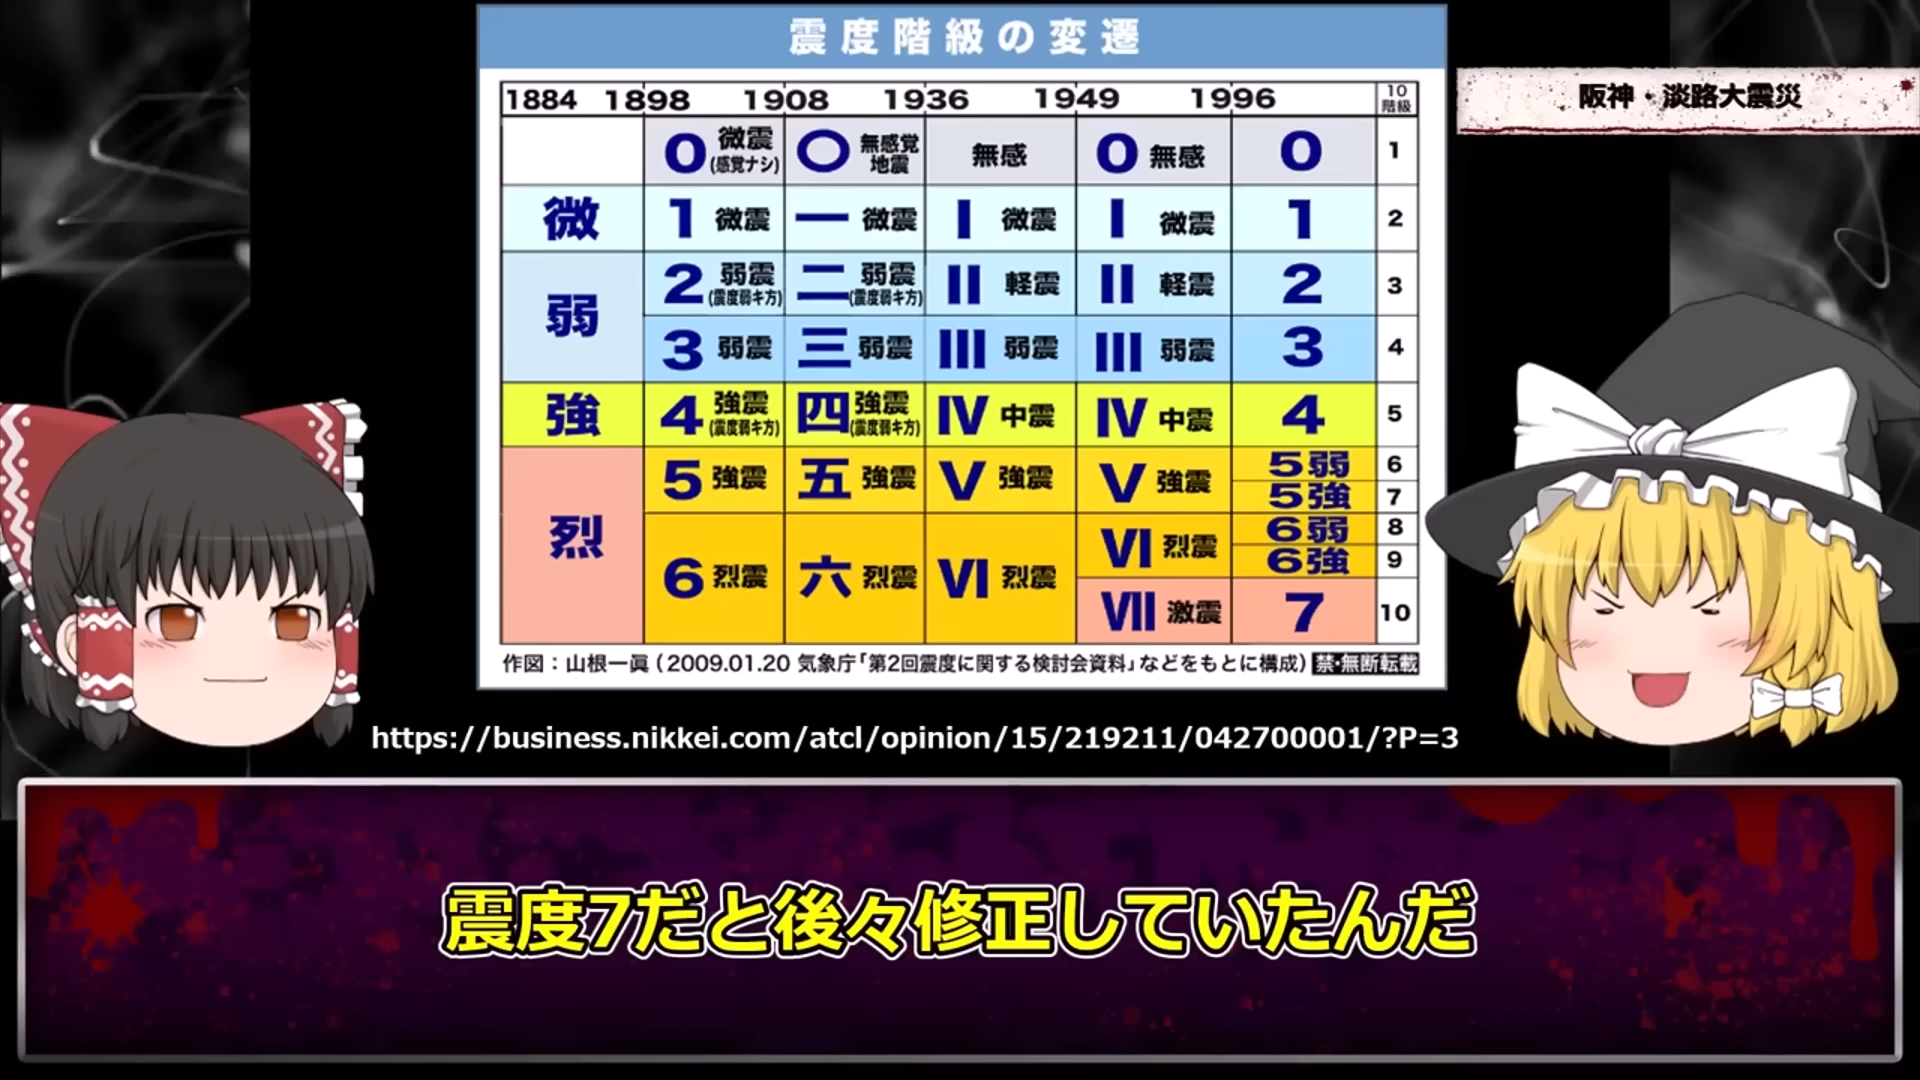 震度階級の変遷
阪神・淡路大震災
1884 1898 1908 1936 1949 1996 10階級
0 微震(感覚ナシ) 〇 無感覚地震 無感 0 無感 0 1
微 1 微震 一 微震 I 微震 I 微震 1 2
弱 2 弱震(震度弱キ方) 二 弱震(震度弱キ方) II 軽震 II 軽震 2 3
3 弱震 三 弱震 III 弱震 III 弱震 3 4
強 4 強震(震度弱キ方) 四 強震(震度弱キ方) IV 中震 IV 中震 4 5
烈 5 強震 五 強震 V 強震 V 強震 5弱 6
5強 7
6 烈震 六 烈震 VI 烈震 VI 烈震 6弱 8
6強 9
VII 激震 7 10
作図：山根一眞（2009.01.20 気象庁「第2回震度に関する検討会資料」などをもとに構成）禁・無断転載
https://business.nikkei.com/atcl/opinion/15/219211/042700001/?P=3
震度7だと後々修正していたんだ